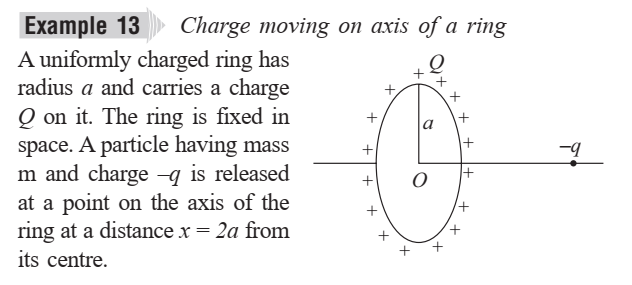 Example 13 Charge moving on axis of a ring
A uniformly charged ring has
radius a and carries a charge
Q on it. The ring is fixed in
space. A particle having mass
m and charge –q is released
at a point on the axis of the
ring at a distance x = 2a from
its centre.
+ Q
+ + +
+ +
a
+ +
–q
+ +
O
+ +
+ +
+ + +